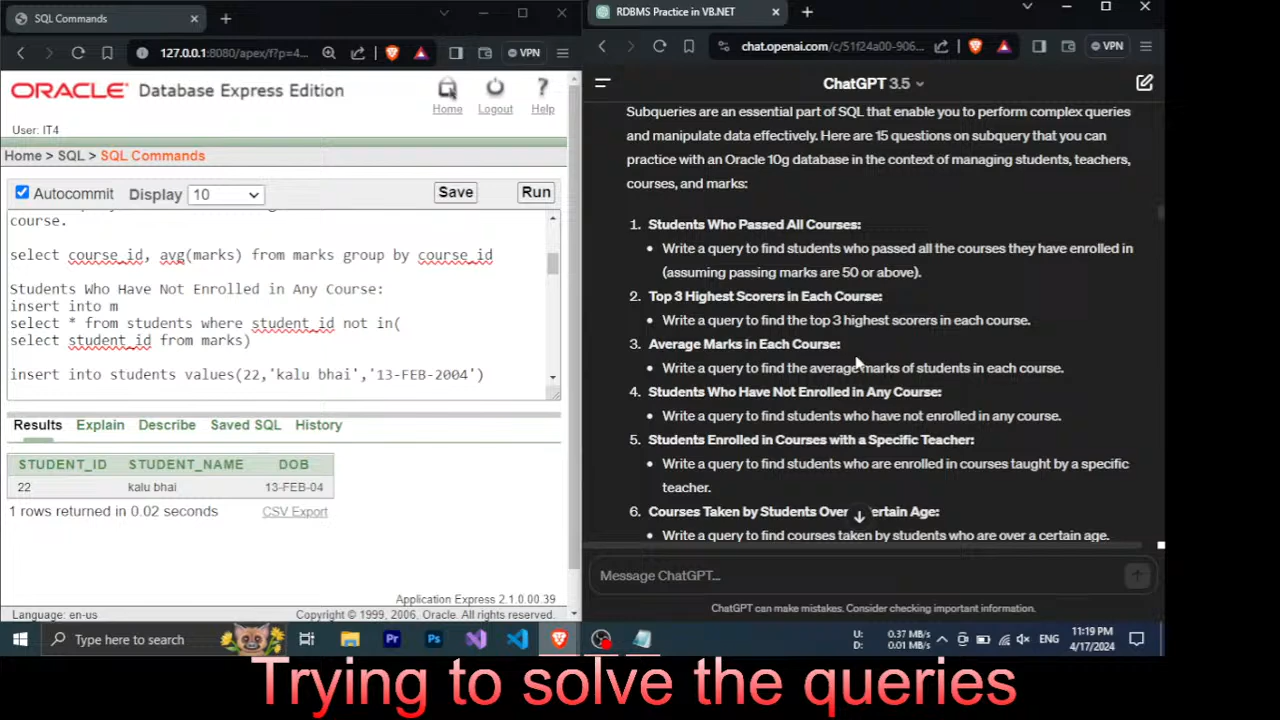 SQL Commands
127.0.0.1:8080/apex/f?p=4...
VPN
ORACLE Database Express Edition
Home Logout Help
User: IT4
Home > SQL > SQL Commands
Autocommit Display 10 Save Run
course.
select course_id, avg(marks) from marks group by course_id
Students Who Have Not Enrolled in Any Course:
insert into m
select * from students where student_id not in(
select student_id from marks)
insert into students values(22,'kalu bhai','13-FEB-2004')
Results Explain Describe Saved SQL History
STUDENT_ID STUDENT_NAME DOB
22 kalu bhai 13-FEB-04
1 rows returned in 0.02 seconds CSV Export
Application Express 2.1.0.00.39
Language: en-us Copyright © 1999, 2006, Oracle. All rights reserved.
RDBMS Practice in VB.NET
chat.openai.com/c/51f24a00-906...
VPN
ChatGPT 3.5
Subqueries are an essential part of SQL that enable you to perform complex queries
and manipulate data effectively. Here are 15 questions on subquery that you can
practice with an Oracle 10g database in the context of managing students, teachers,
courses, and marks:
1. Students Who Passed All Courses:
• Write a query to find students who passed all the courses they have enrolled in
(assuming passing marks are 50 or above).
2. Top 3 Highest Scorers in Each Course:
• Write a query to find the top 3 highest scorers in each course.
3. Average Marks in Each Course:
• Write a query to find the average marks of students in each course.
4. Students Who Have Not Enrolled in Any Course:
• Write a query to find students who have not enrolled in any course.
5. Students Enrolled in Courses with a Specific Teacher:
• Write a query to find students who are enrolled in courses taught by a specific
teacher.
6. Courses Taken by Students Over ertain Age:
• Write a query to find courses taken by students who are over a certain age.
Message ChatGPT...
ChatGPT can make mistakes. Consider checking important information.
Type here to search
Pr
Ps
U: 0.37 MB/s
D: 0.01 MB/s
ENG
11:19 PM
4/17/2024
Trying to solve the queries